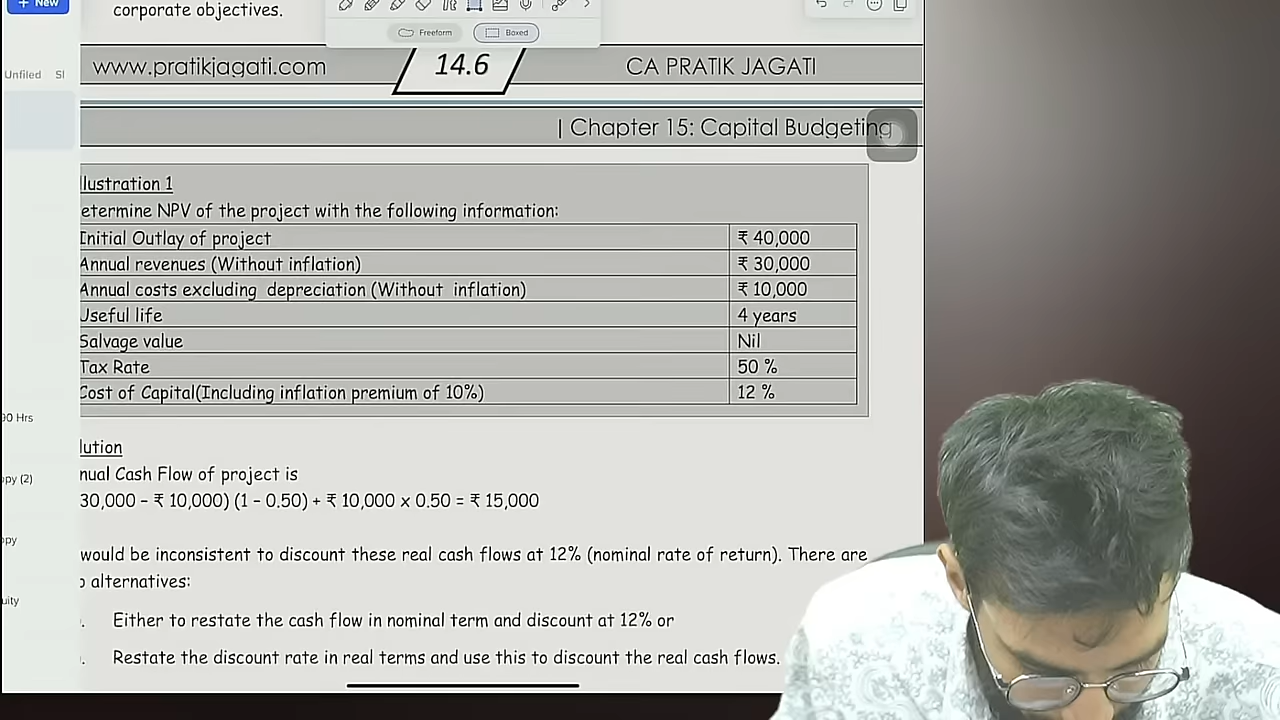 + New
corporate objectives.
Freeform
Boxed
Unfiled
www.pratikjagati.com
14.6
CA PRATIK JAGATI
| Chapter 15: Capital Budgeting
llustration 1
etermine NPV of the project with the following information:
Initial Outlay of project ₹ 40,000
Annual revenues (Without inflation) ₹ 30,000
Annual costs excluding depreciation (Without inflation) ₹ 10,000
Useful life 4 years
Salvage value Nil
Tax Rate 50 %
Cost of Capital(Including inflation premium of 10%) 12 %
90 Hrs
lution
nual Cash Flow of project is
30,000 – ₹ 10,000) (1 – 0.50) + ₹ 10,000 x 0.50 = ₹ 15,000
would be inconsistent to discount these real cash flows at 12% (nominal rate of return). There are
o alternatives:
Either to restate the cash flow in nominal term and discount at 12% or
Restate the discount rate in real terms and use this to discount the real cash flows.